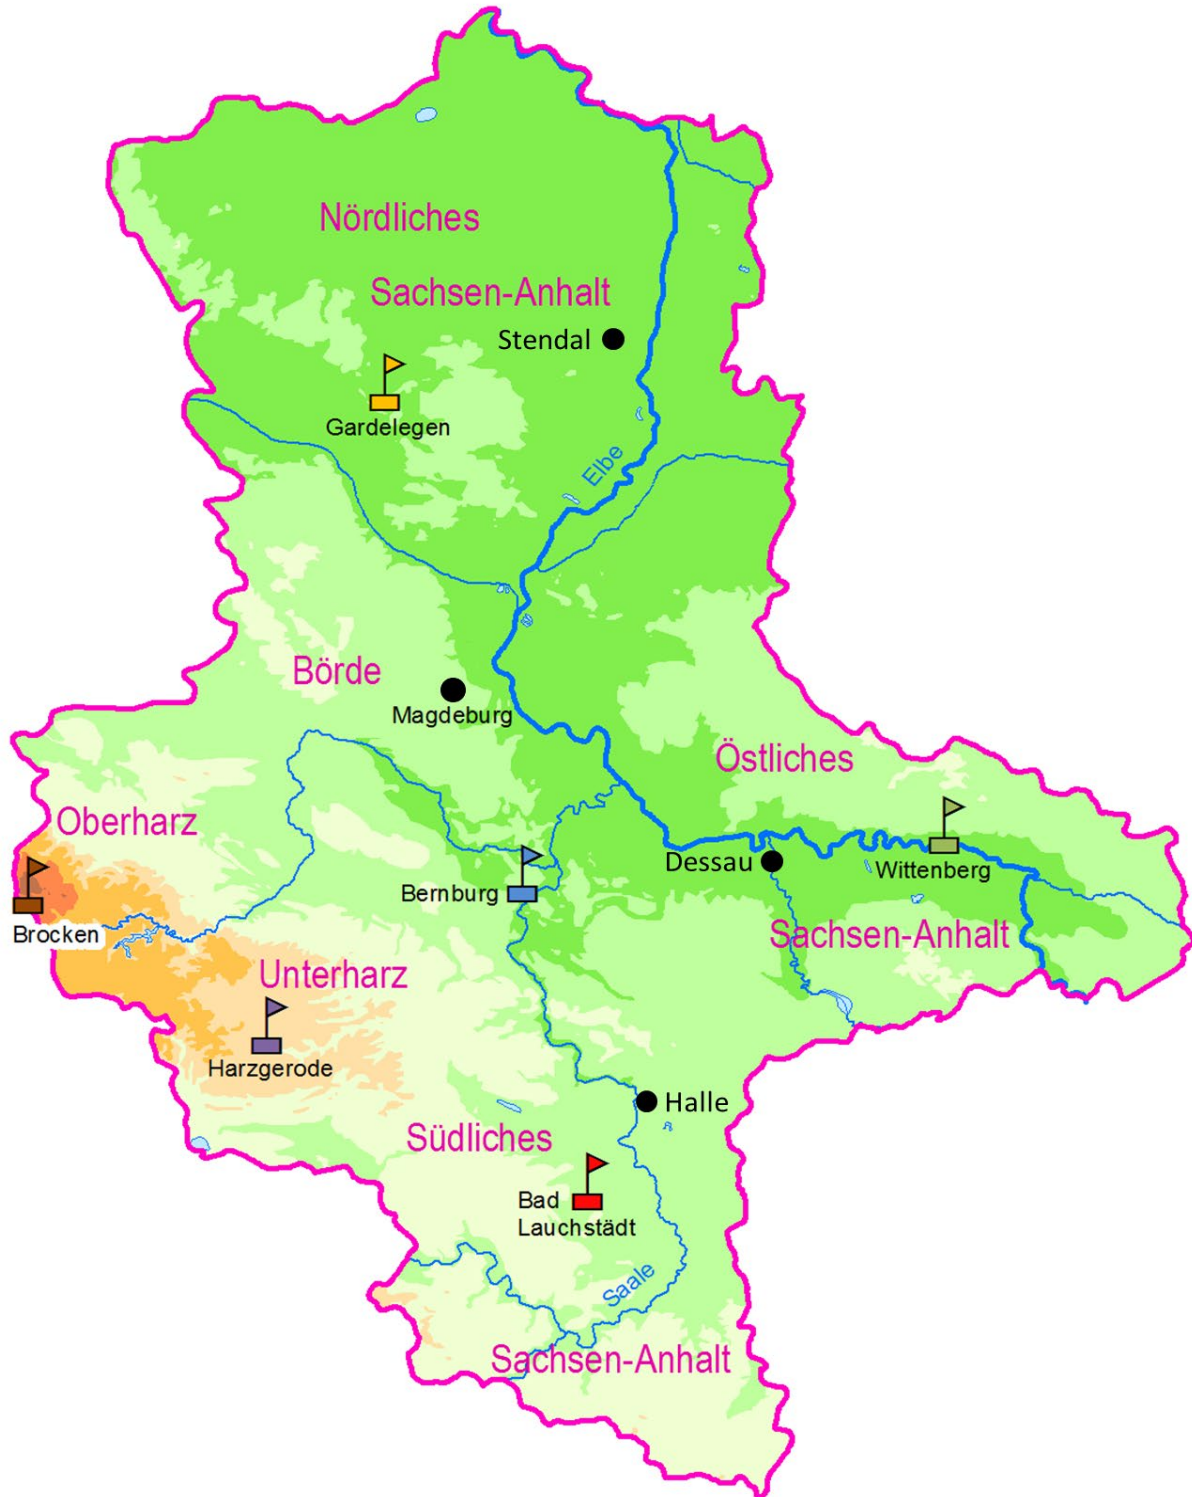 Nördliches
Sachsen-Anhalt
Stendal
Gardelegen
Elbe
Börde
Magdeburg
Östliches
Oberharz
Dessau
Wittenberg
Bernburg
Brocken
Sachsen-Anhalt
Unterharz
Harzgerode
Halle
Südliches
Bad
Lauchstädt
Saale
Sachsen-Anhalt